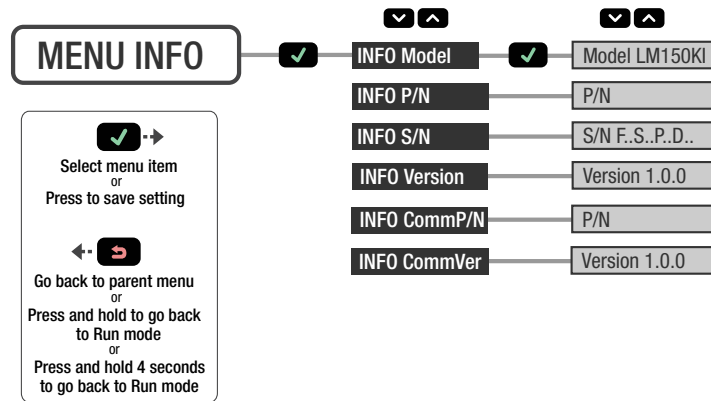 MENU INFO
INFO Model
Model LM150KI
INFO P/N
P/N
INFO S/N
S/N F..S..P..D..
INFO Version
Version 1.0.0
INFO CommP/N
P/N
INFO CommVer
Version 1.0.0
Select menu item
or
Press to save setting
Go back to parent menu
or
Press and hold to go back
to Run mode
or
Press and hold 4 seconds
to go back to Run mode